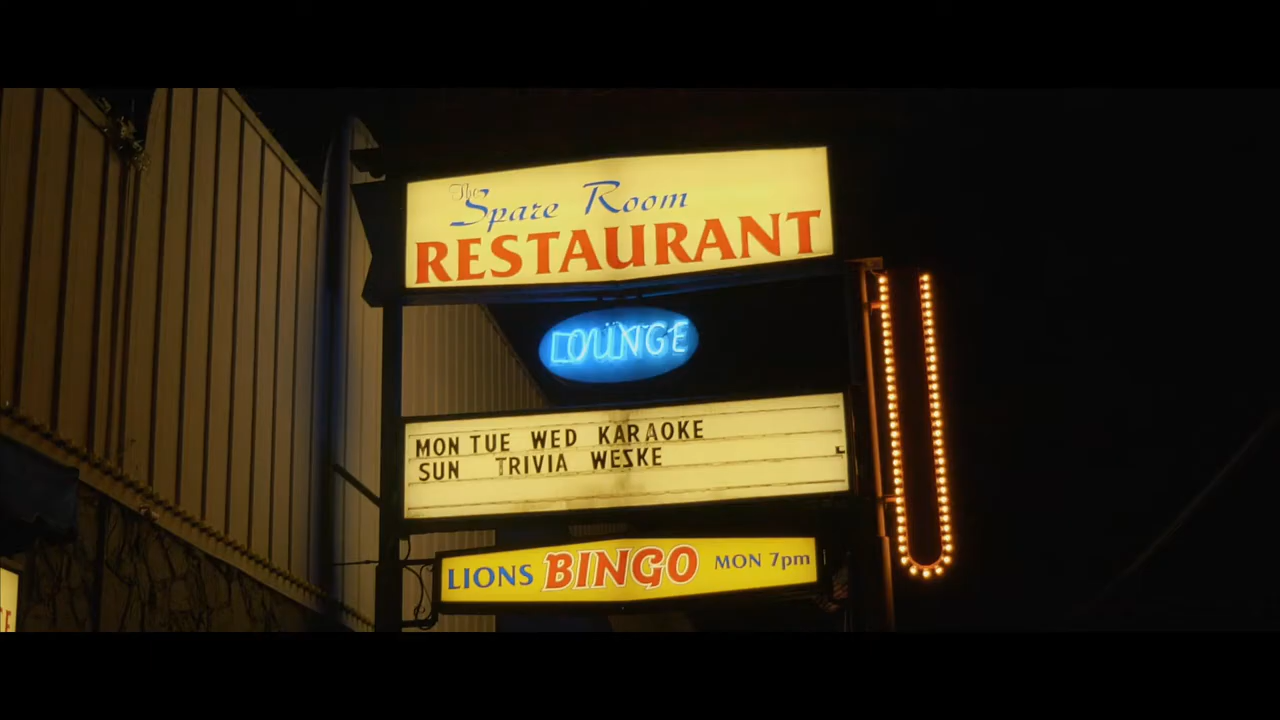 The
Spare Room
RESTAURANT
LOUNGE
MON TUE WED KARAOKE
SUN TRIVIA WESKE
L
LIONS BINGO MON 7pm